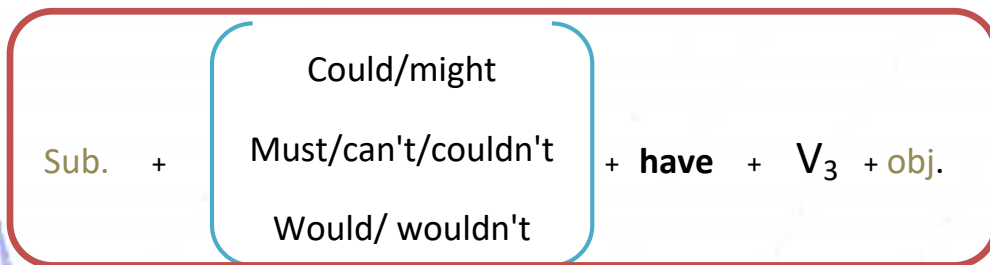 Could/might
Sub. + Must/can't/couldn't + have + V₃ + obj.
Would/ wouldn't